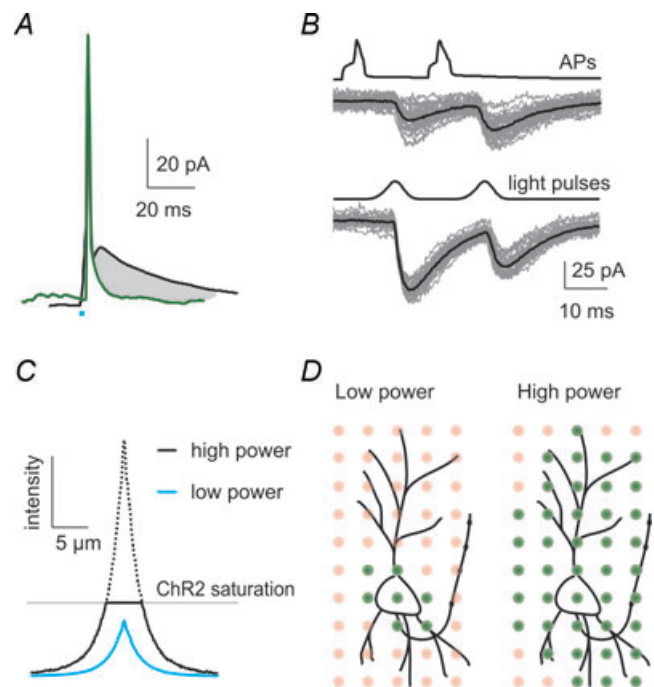 A
20 pA
20 ms
B
APs
light pulses
25 pA
10 ms
C
intensity
5 μm
high power
low power
ChR2 saturation
D
Low power
High power